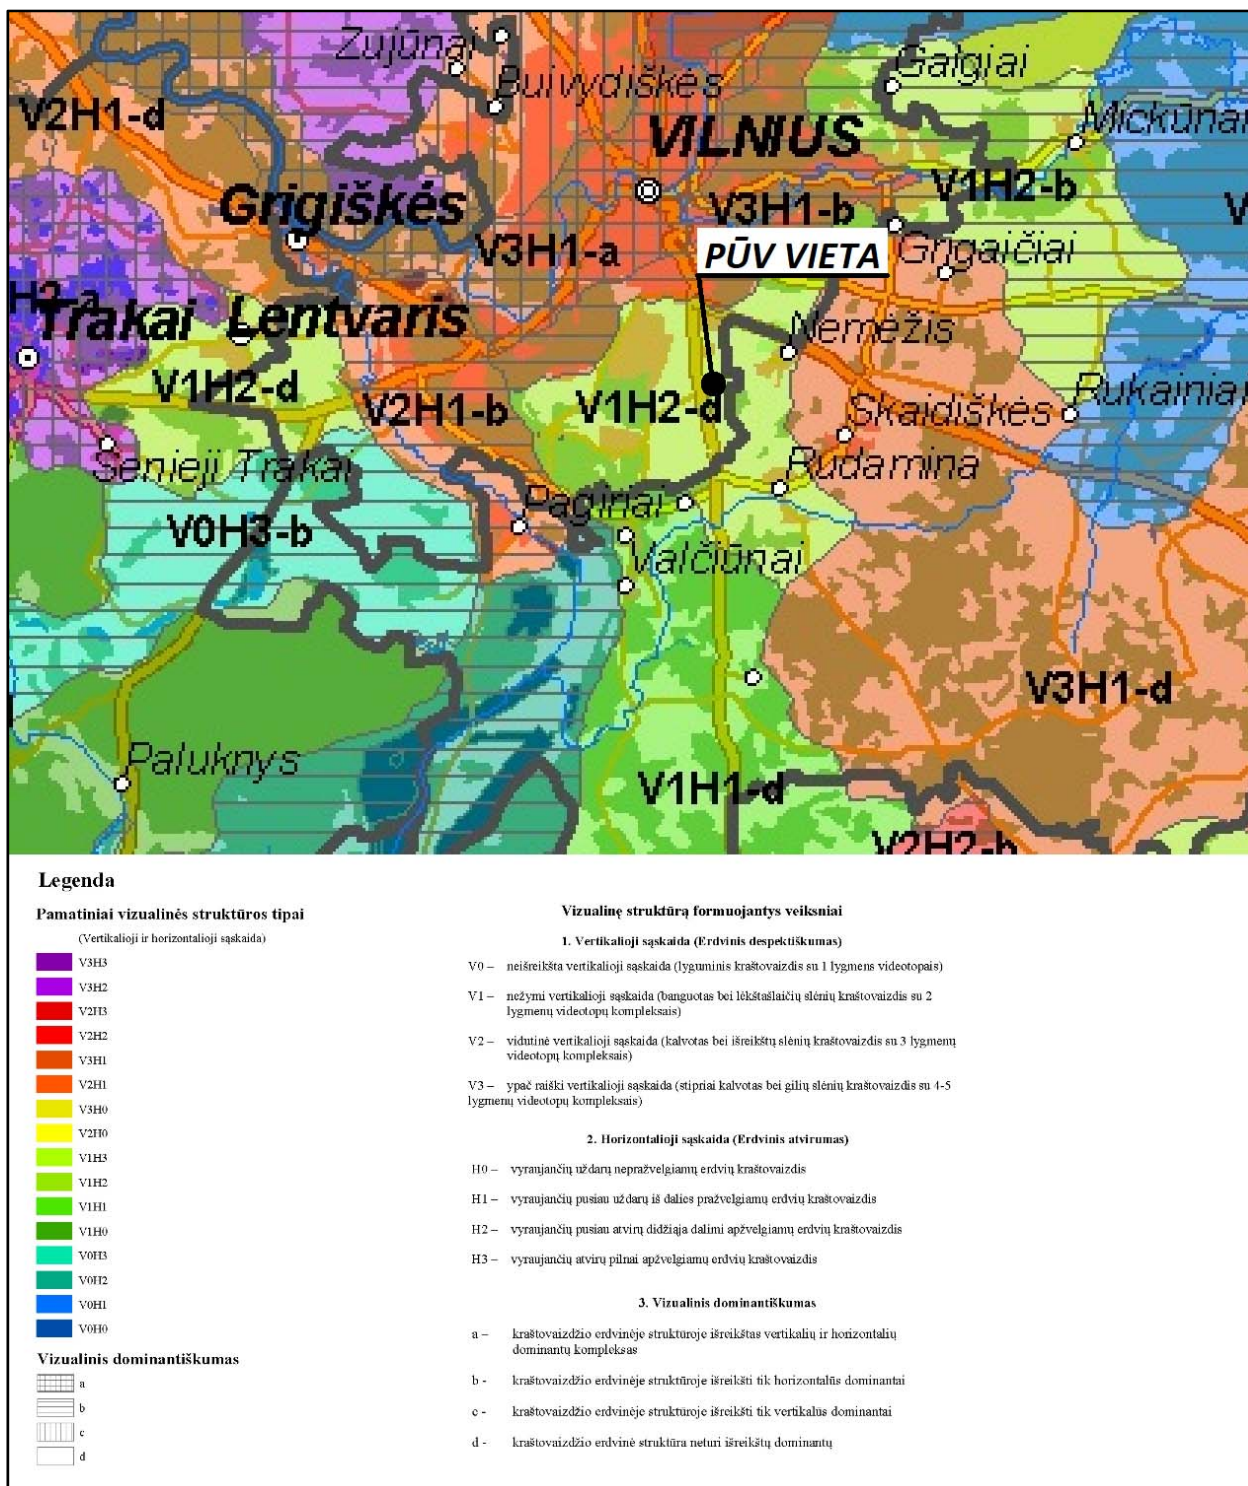 Zujūnai
Buivydiškės
Galgiai
V2H1-d
Mickūnai
VILNIUS
V1H2-b
Grigiškės
V3H1-b
V3H1-a
PŪV VIETA
Grigaičiai
Trakai
Lentvaris
Nemėžis
V1H2-d
V2H1-b
V1H2-d
Skaidiškės
Rukainiai
Senieji Trakai
Rudamina
V0H3-b
Pagiriai
Valčiūnai
V3H1-d
Paluknys
V1H1-d
V2H2-b
Legenda
Pamatiniai vizualinės struktūros tipai
(Vertikalioji ir horizontalioji sąskaida)
V3H3
V3H2
V2H3
V2H2
V3H1
V2H1
V3H0
V2H0
V1H3
V1H2
V1H1
V1H0
V0H3
V0H2
V0H1
V0H0
Vizualinis dominantiškumas
a
b
c
d
Vizualinę struktūrą formuojantys veiksniai
1. Vertikalioji sąskaida (Erdvinis despektiškumas)
V0 – neišreikšta vertikalioji sąskaida (lyguminis kraštovaizdis su 1 lygmens videotopais)
V1 – nežymi vertikalioji sąskaida (banguotas bei lėkštašlaičių slėnių kraštovaizdis su 2
lygmenų videotopų kompleksais)
V2 – vidutinė vertikalioji sąskaida (kalvotas bei išreikštų slėnių kraštovaizdis su 3 lygmenų
videotopų kompleksais)
V3 – ypač raiški vertikalioji sąskaida (stipriai kalvotas bei gilių slėnių kraštovaizdis su 4-5
lygmenų videotopų kompleksais)
2. Horizontalioji sąskaida (Erdvinis atvirumas)
H0 – vyraujančių uždarų nepražvelgiamų erdvių kraštovaizdis
H1 – vyraujančių pusiau uždarų iš dalies pražvelgiamų erdvių kraštovaizdis
H2 – vyraujančių pusiau atvirų didžiąja dalimi apžvelgiamų erdvių kraštovaizdis
H3 – vyraujančių atvirų pilnai apžvelgiamų erdvių kraštovaizdis
3. Vizualinis dominantiškumas
a – kraštovaizdžio erdvinėje struktūroje išreikštas vertikalių ir horizontalių
dominantų kompleksas
b - kraštovaizdžio erdvinėje struktūroje išreikšti tik horizontalūs dominantai
c - kraštovaizdžio erdvinėje struktūroje išreikšti tik vertikalūs dominantai
d - kraštovaizdžio erdvinė struktūra neturi išreikštų dominantų